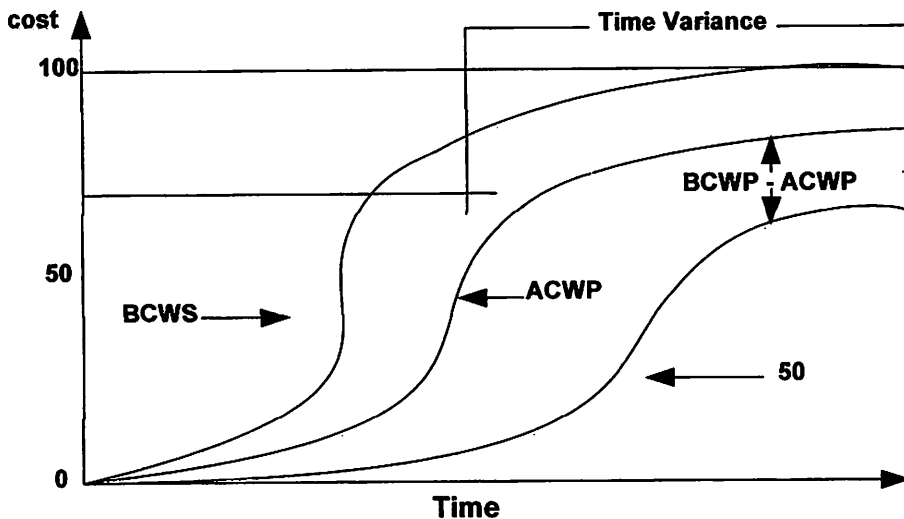 cost
Time Variance
100
BCWP - ACWP
50
ACWP
BCWS
50
0
Time